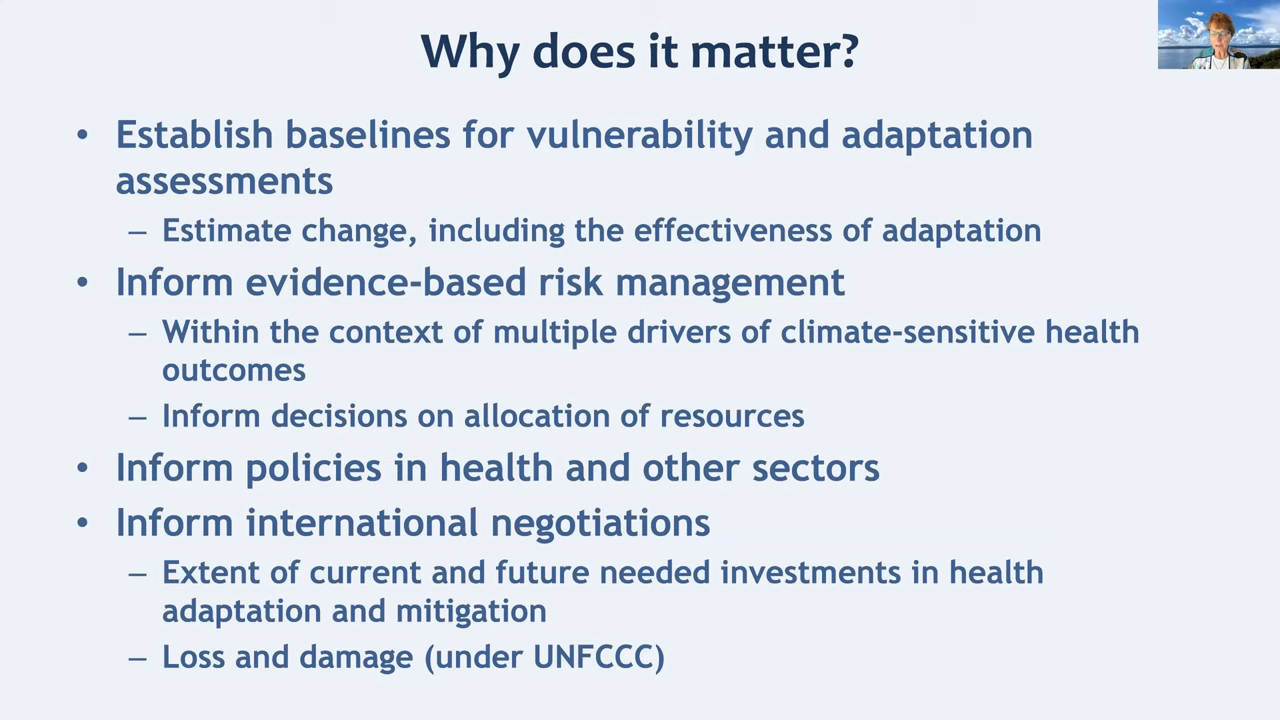 Why does it matter?
• Establish baselines for vulnerability and adaptation
assessments
– Estimate change, including the effectiveness of adaptation
• Inform evidence-based risk management
– Within the context of multiple drivers of climate-sensitive health
outcomes
– Inform decisions on allocation of resources
• Inform policies in health and other sectors
• Inform international negotiations
– Extent of current and future needed investments in health
adaptation and mitigation
– Loss and damage (under UNFCCC)